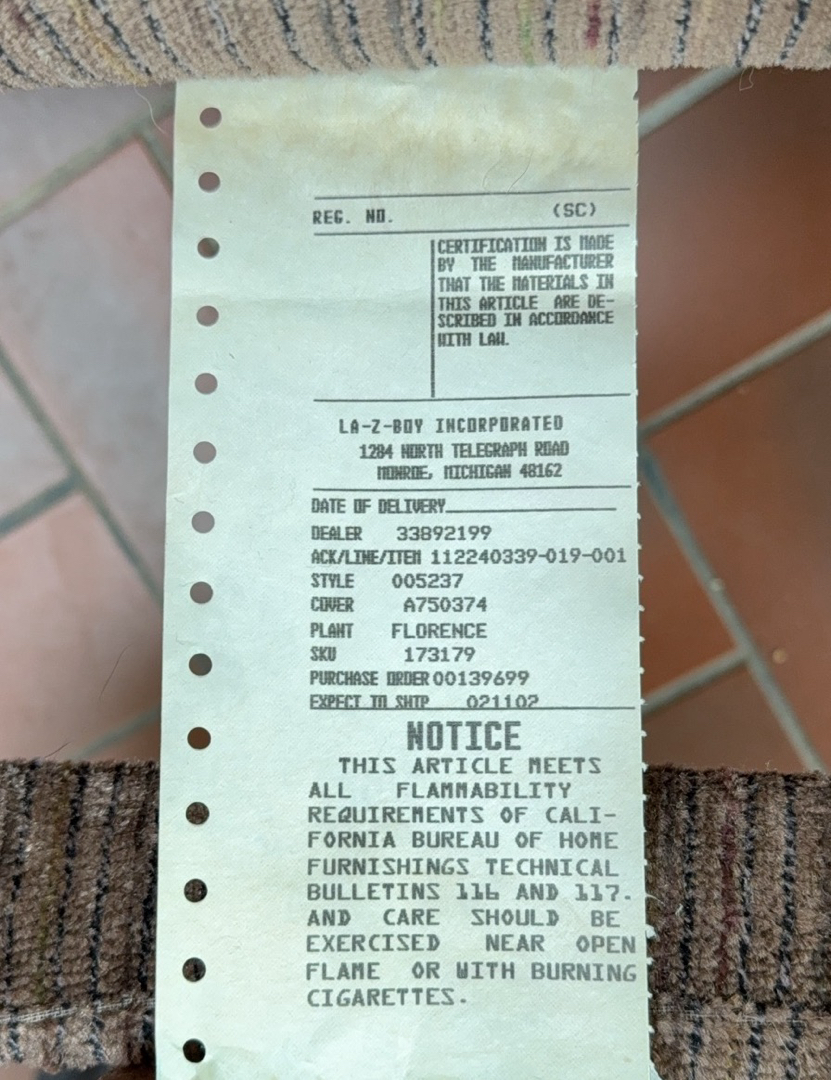 REG. NO. (SC)
CERTIFICATION IS MADE
BY THE MANUFACTURER
THAT THE MATERIALS IN
THIS ARTICLE ARE DE-
SCRIBED IN ACCORDANCE
WITH LAW.
LA-Z-BOY INCORPORATED
1284 NORTH TELEGRAPH ROAD
MONROE, MICHIGAN 48162
DATE OF DELIVERY
DEALER 33892199
ACK/LINE/ITEM 112240339-019-001
STYLE 005237
COVER A750374
PLANT FLORENCE
SKU 173179
PURCHASE ORDER 00139699
EXPECT TO SHIP 021102
NOTICE
THIS ARTICLE MEETS
ALL FLAMMABILITY
REQUIREMENTS OF CALI-
FORNIA BUREAU OF HOME
FURNISHINGS TECHNICAL
BULLETINS 116 AND 117.
AND CARE SHOULD BE
EXERCISED NEAR OPEN
FLAME OR WITH BURNING
CIGARETTES.